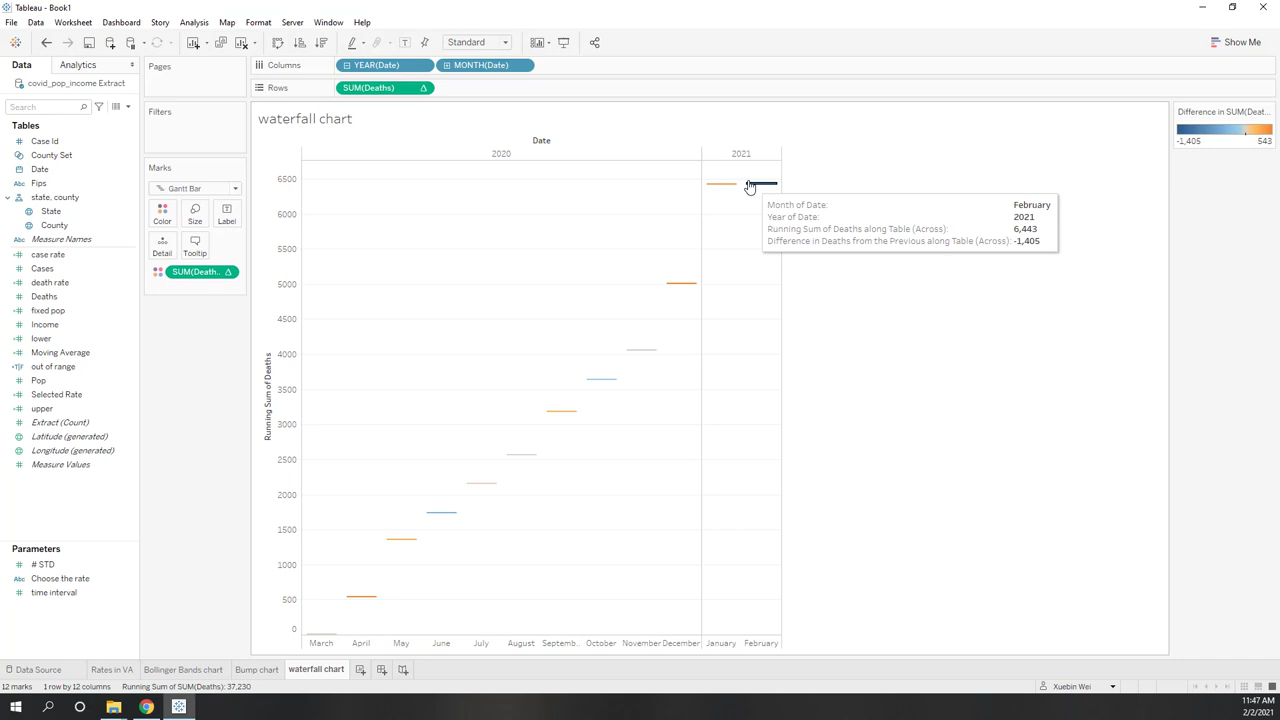 Tableau - Book1
File Data Worksheet Dashboard Story Analysis Map Format Server Window Help
Standard
Show Me
Data Analytics
covid_pop_income Extract
Search
Tables
Case Id
County Set
Date
Fips
state, county
State
County
Abc Measure Names
case rate
Cases
death rate
Deaths
fixed pop
Income
lower
Moving Average
out of range
Pop
Selected Rate
upper
Extract (Count)
Latitude (generated)
Longitude (generated)
Measure Values
Parameters
# STD
Abc Choose the rate
time interval
Pages
Filters
Marks
Gantt Bar
Color Size Label
Detail Tooltip
SUM(Death..
Columns YEAR(Date) MONTH(Date)
Rows SUM(Deaths)
waterfall chart
Date
2020 2021
Running Sum of Deaths
6500
6000
5500
5000
4500
4000
3500
3000
2500
2000
1500
1000
500
0
March April May June July August Septemb.. October November December January February
Month of Date: February
Year of Date: 2021
Running Sum of Deaths along Table (Across): 6,443
Difference in Deaths from the Previous along Table (Across): -1,405
Difference in SUM(Deat...
-1,405 543
Data Source Rates in VA Bollinger Bands chart Bump chart waterfall chart
12 marks 1 row by 12 columns Running Sum of SUM(Deaths): 37,230
Xuebin Wei
11:47 AM
2/2/2021